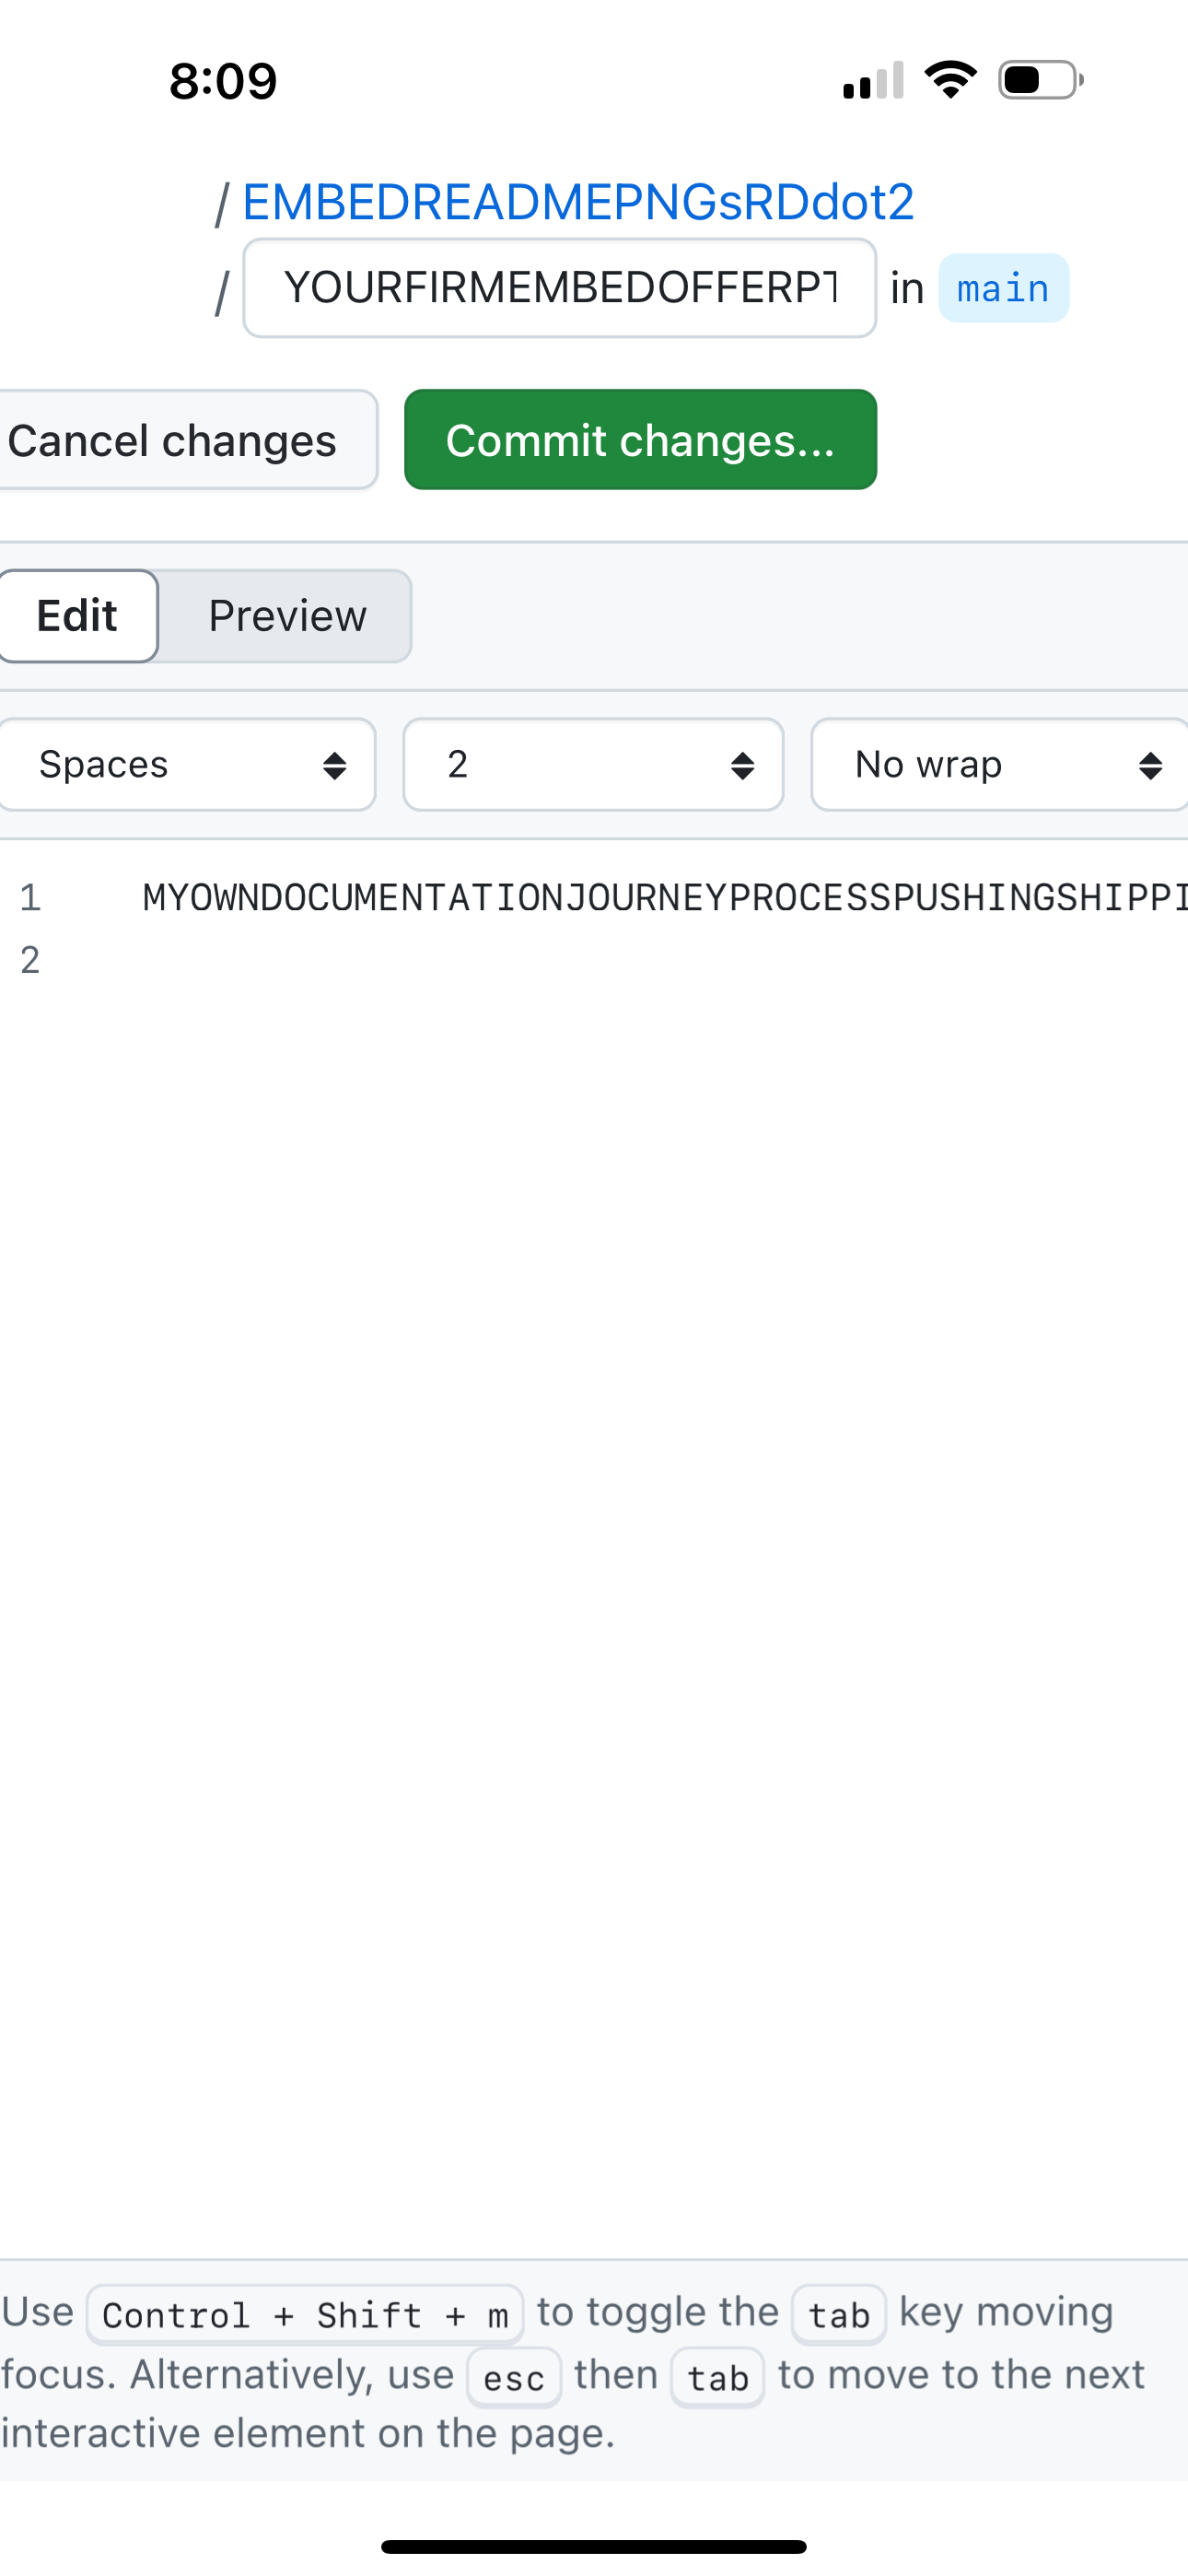 8:09
/ EMBEDREADMEPNGsRDdot2
/ YOURFIRMEMBEDOFFERPT in main
Cancel changes Commit changes...
Edit Preview
Spaces 2 No wrap
1 MYOWNDOCUMENTATIONJOURNEYPROCESSPUSHINGSHIPPI
2
Use Control + Shift + m to toggle the tab key moving
focus. Alternatively, use esc then tab to move to the next
interactive element on the page.